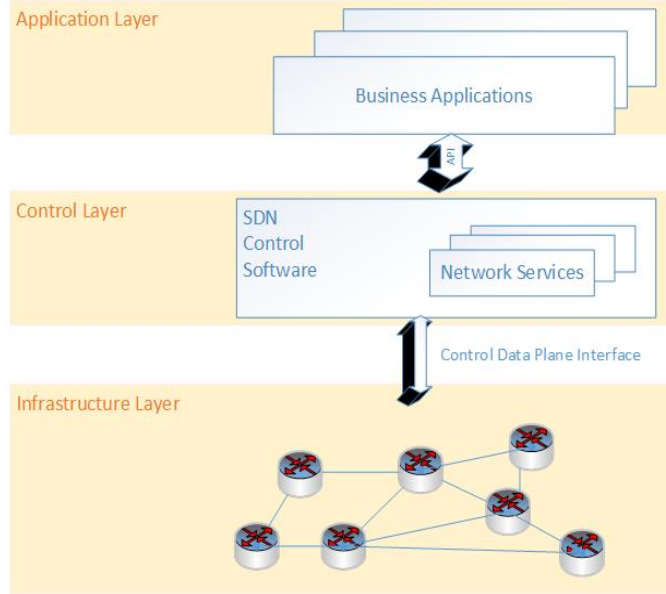 Application Layer
Business Applications
API
Control Layer
SDN
Control
Software
Network Services
Control Data Plane Interface
Infrastructure Layer